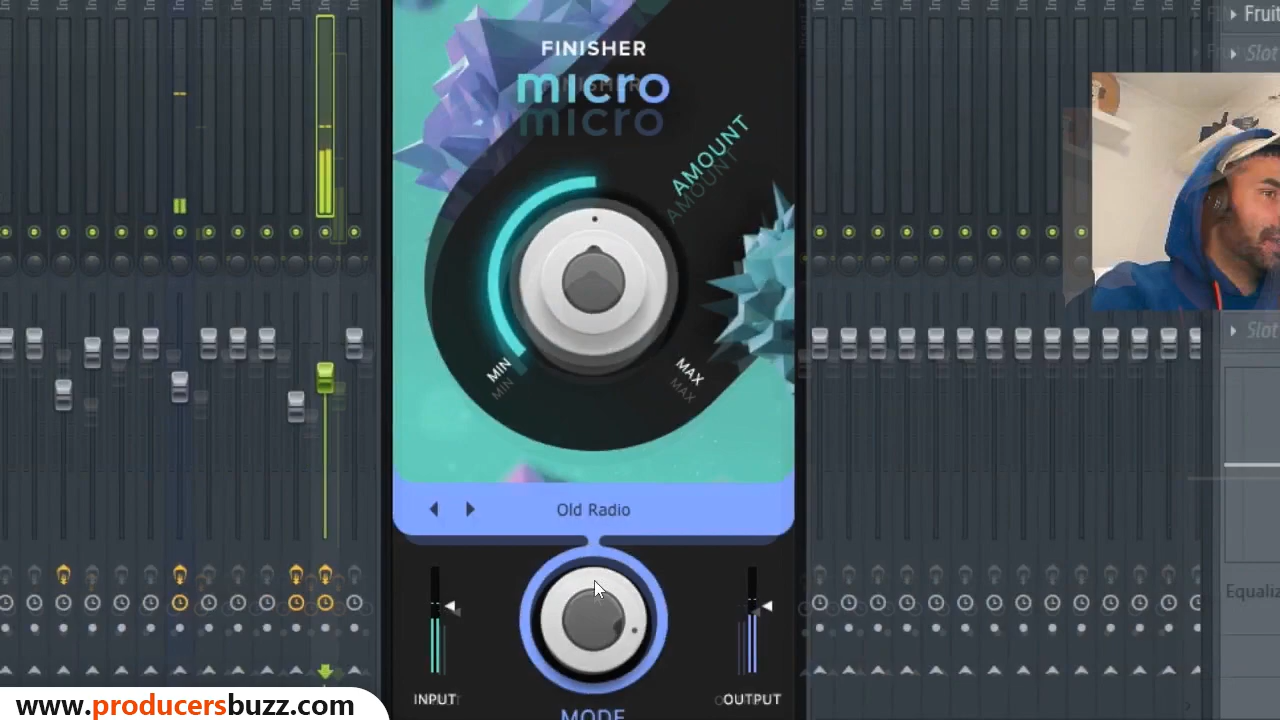 FINISHER
micro
AMOUNT
MIN
MAX
Old Radio
INPUT
OUTPUT
MODE
Fruit
Slot
Slot
Equaliz
www.producersbuzz.com